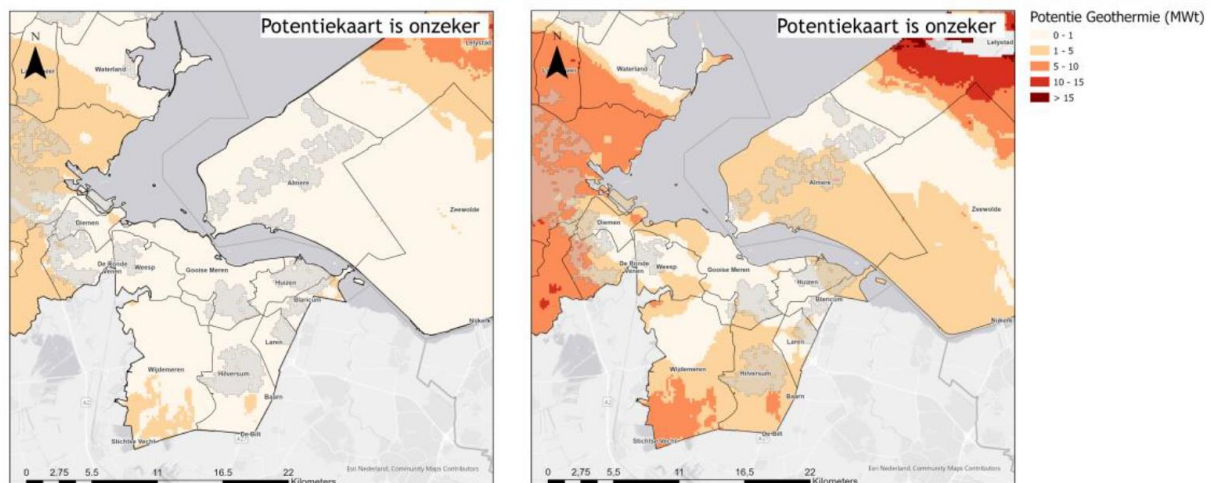 Potentiekaart is onzeker
N
Lelystad
Waterland
Almere
Zeewolde
Diemen
De Ronde
Venen
Weesp
Gooise Meren
Huizen
Blaricum
Nijkerk
Laren
Wijdemeren
Hilversum
Baarn
A2
Stichtse Vecht
De Bilt
0 2.75 5.5 11 16.5 22
Kilometers
Esri Nederland, Community Maps Contributors
Potentiekaart is onzeker
N
Lelystad
Waterland
Almere
Zeewolde
Diemen
De Ronde
Venen
Weesp
Gooise Meren
Huizen
Blaricum
Nijkerk
Laren
Wijdemeren
Hilversum
Baarn
A2
Stichtse Vecht
De Bilt
0 2.75 5.5 11 16.5 22
Kilometers
Esri Nederland, Community Maps Contributors
Potentie Geothermie (MWt)
0 - 1
1 - 5
5 - 10
10 - 15
> 15